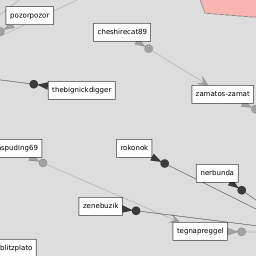 pozorpozor
cheshirecat89
thebignickdigger
zamatos-zamat
spuding69
rokonok
nerbunda
zenebuzik
tegnapreggel
blitzplato